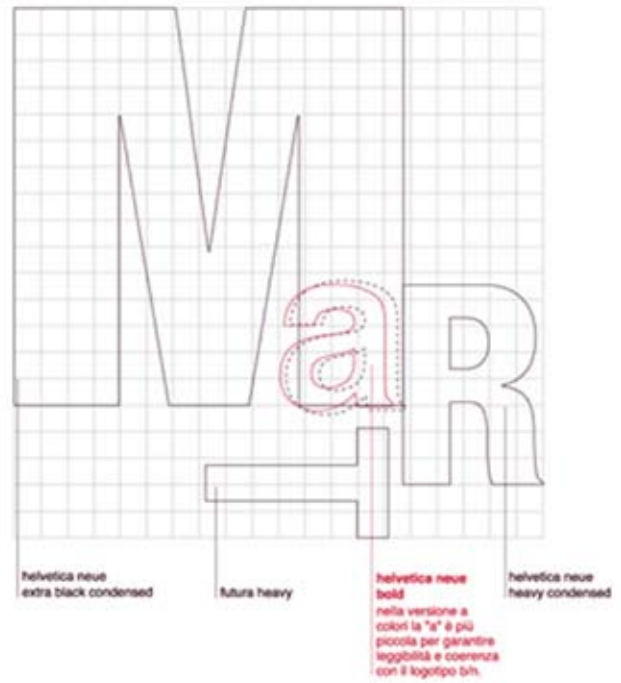 M
a
R
T
helvetica neue
extra black condensed
futura heavy
helvetica neue
bold
nella versione a
colori la "a" è più
piccola per garantire
leggibilità e coerenza
con il logotipo b/n.
helvetica neue
heavy condensed